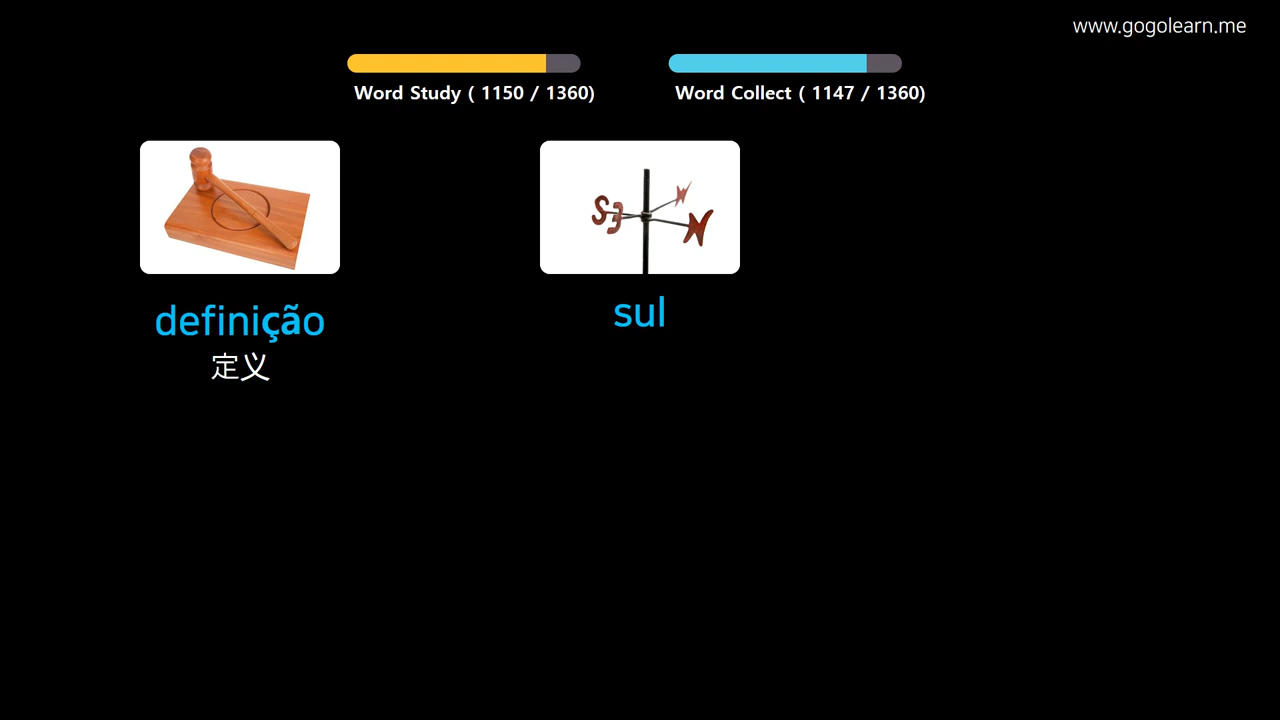 www.gogolearn.me
Word Study ( 1150 / 1360)
Word Collect ( 1147 / 1360)
S E N
definição
sul
定义